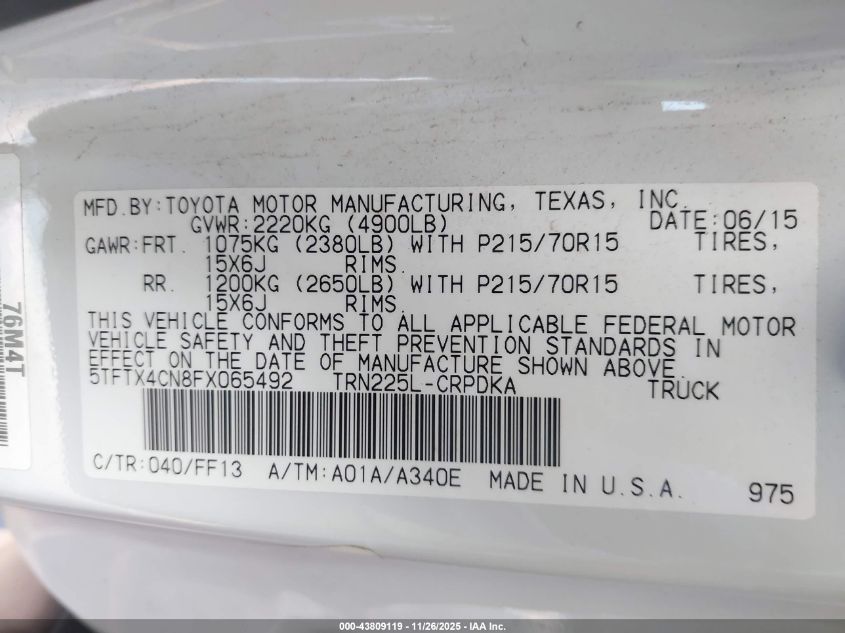 MFD.BY:TOYOTA MOTOR MANUFACTURING, TEXAS, INC.
GVWR:2220KG (4900LB) DATE:06/15
GAWR:FRT. 1075KG (2380LB) WITH P215/70R15 TIRES,
15X6J RIMS.
RR. 1200KG (2650LB) WITH P215/70R15 TIRES,
15X6J RIMS.
THIS VEHICLE CONFORMS TO ALL APPLICABLE FEDERAL MOTOR
VEHICLE SAFETY AND THEFT PREVENTION STANDARDS IN
EFFECT ON THE DATE OF MANUFACTURE SHOWN ABOVE.
5TFTX4CN8FX065492 TRN225L-CRPDKA TRUCK
C/TR:040/FF13 A/TM:A01A/A340E MADE IN U.S.A.
975
76M4T
000-43809119 - 11/26/2025 - IAA Inc.